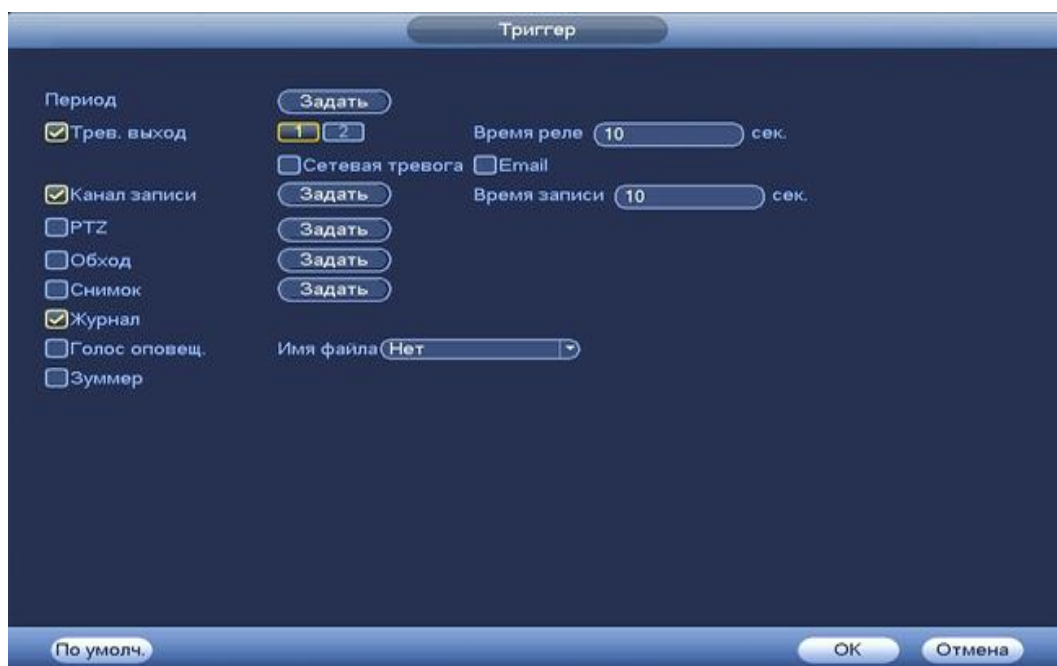 Триггер
Период Задать
Трев. выход 1 2 Время реле 10 сек.
Сетевая тревога Email
Канал записи Задать Время записи 10 сек.
PTZ Задать
Обход Задать
Снимок Задать
Журнал
Голос оповещ. Имя файла Нет
Зуммер
По умолч. OK Отмена